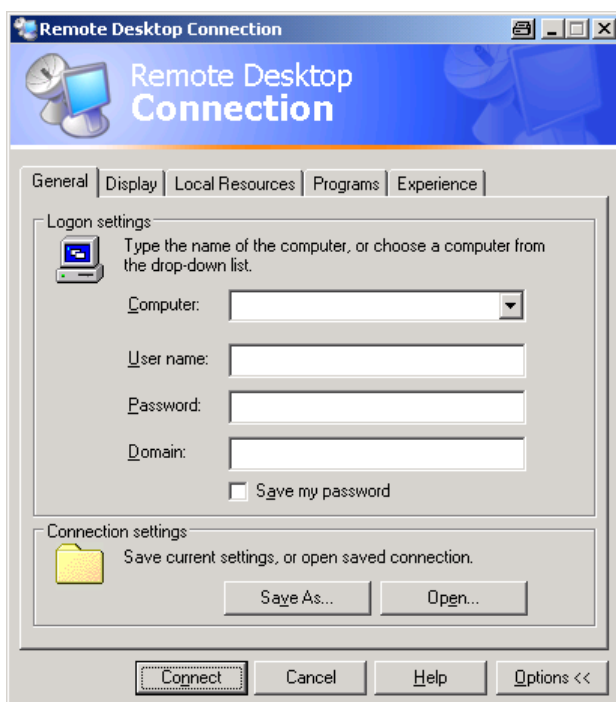 Remote Desktop Connection
Remote Desktop
Connection
General Display Local Resources Programs Experience
Logon settings
Type the name of the computer, or choose a computer from
the drop-down list.
Computer:
User name:
Password:
Domain:
Save my password
Connection settings
Save current settings, or open saved connection.
Save As... Open...
Connect Cancel Help Options <<